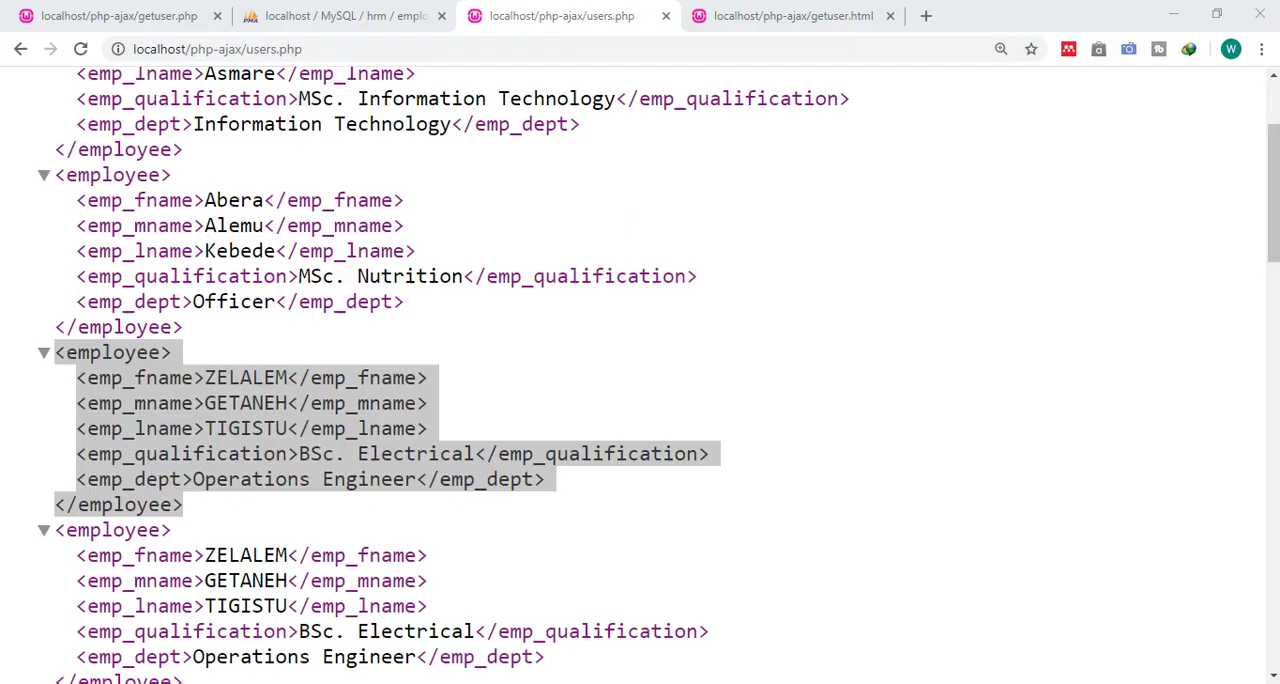 localhost/php-ajax/getuser.php
localhost / MySQL / hrm / emplo
localhost/php-ajax/users.php
localhost/php-ajax/getuser.html
localhost/php-ajax/users.php
W
<emp_lname>Asmare</emp_lname>
<emp_qualification>MSc. Information Technology</emp_qualification>
<emp_dept>Information Technology</emp_dept>
</employee>
<employee>
<emp_fname>Abera</emp_fname>
<emp_mname>Alemu</emp_mname>
<emp_lname>Kebede</emp_lname>
<emp_qualification>MSc. Nutrition</emp_qualification>
<emp_dept>Officer</emp_dept>
</employee>
<employee>
<emp_fname>ZELALEM</emp_fname>
<emp_mname>GETANEH</emp_mname>
<emp_lname>TIGISTU</emp_lname>
<emp_qualification>BSc. Electrical</emp_qualification>
<emp_dept>Operations Engineer</emp_dept>
</employee>
<employee>
<emp_fname>ZELALEM</emp_fname>
<emp_mname>GETANEH</emp_mname>
<emp_lname>TIGISTU</emp_lname>
<emp_qualification>BSc. Electrical</emp_qualification>
<emp_dept>Operations Engineer</emp_dept>
</employee>